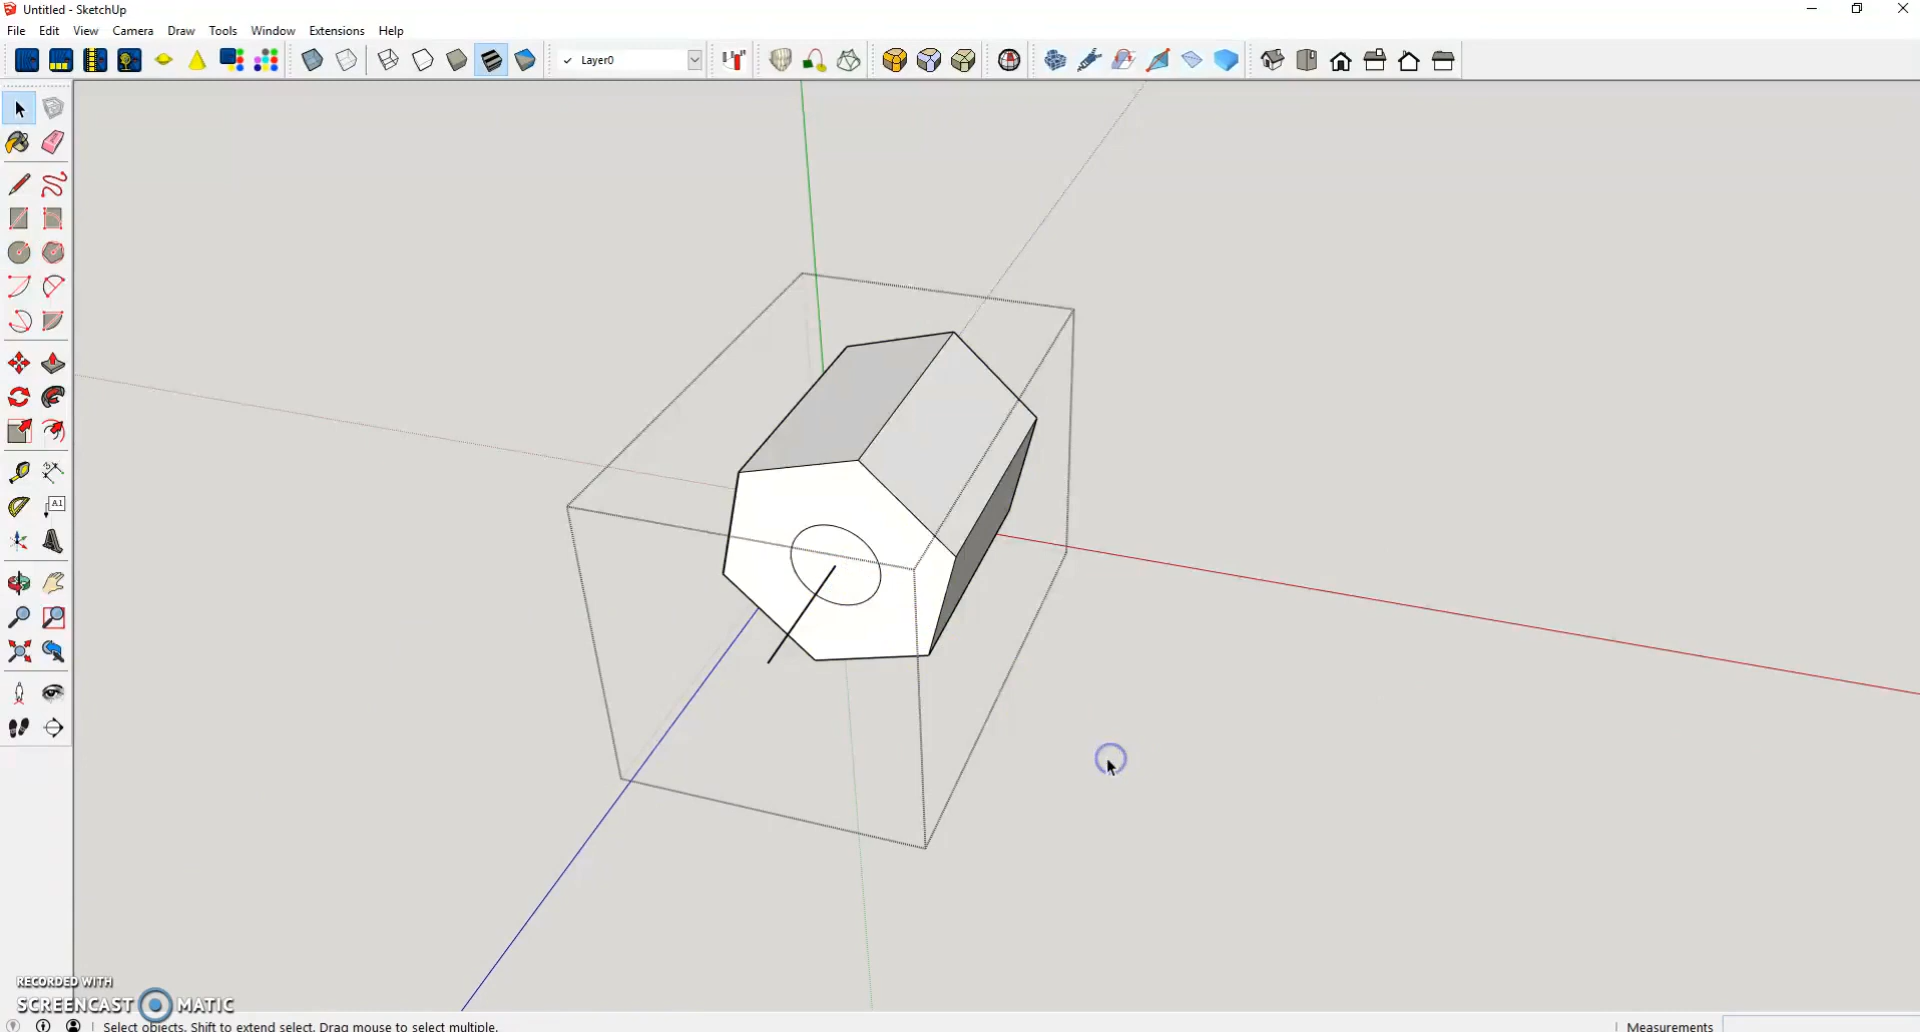 Untitled - SketchUp
File Edit View Camera Draw Tools Window Extensions Help
✓ Layer0
A1
RECORDED WITH
SCREENCAST MATIC
Select objects. Shift to extend select. Drag mouse to select multiple.
Measurements